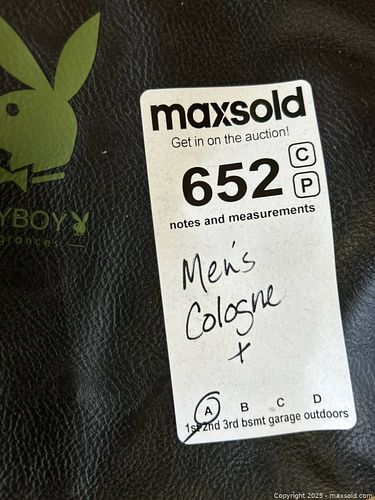 YBOY
grances
maxsold
Get in on the auction!
652 C
P
notes and measurements
Men's
Cologne
+
A B C D
1st 2nd 3rd bsmt garage outdoors
Copyright 2025 - maxsold.com